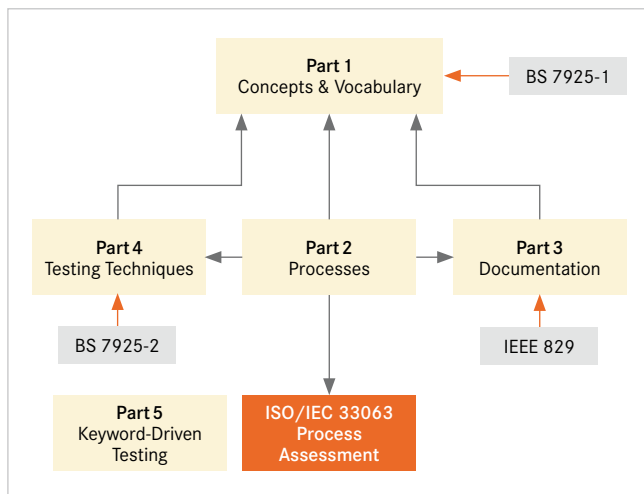 Part 1
Concepts & Vocabulary
BS 7925-1
Part 4
Testing Techniques
Part 2
Processes
Part 3
Documentation
BS 7925-2
IEEE 829
Part 5
Keyword-Driven
Testing
ISO/IEC 33063
Process
Assessment